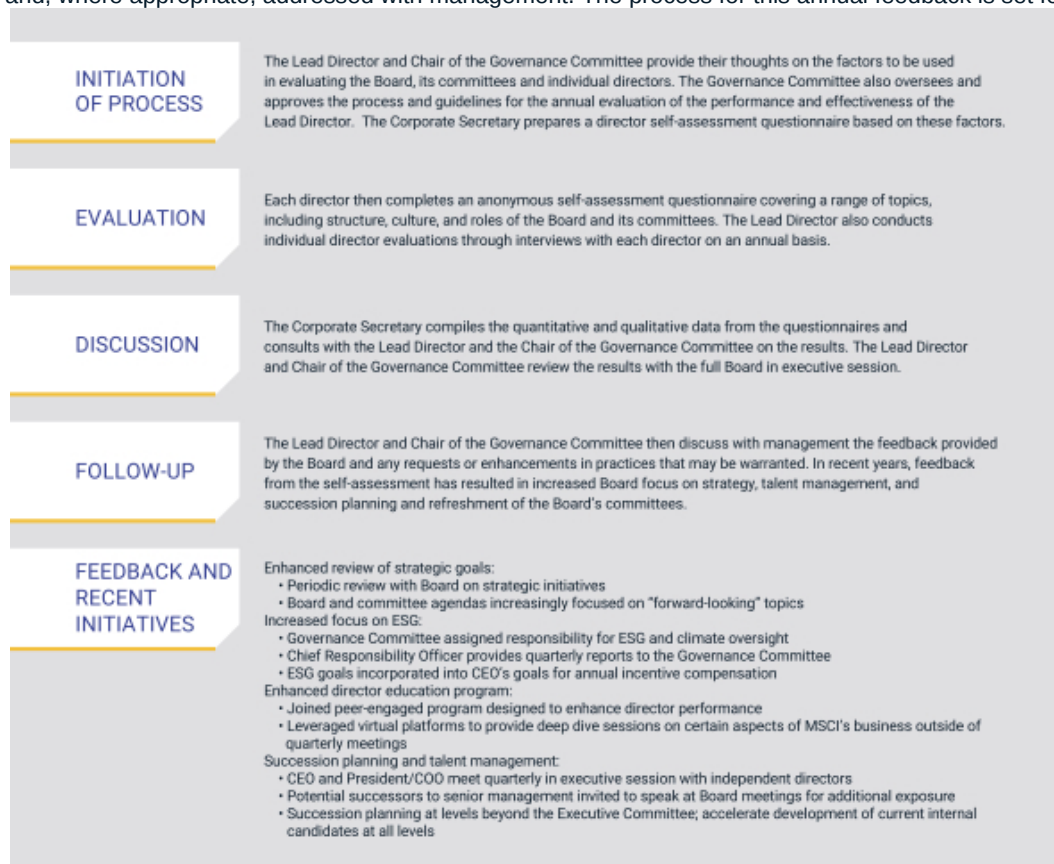 and, where appropriate, addressed with management. The process for this annual feedback is set
INITIATION
OF PROCESS
The Lead Director and Chair of the Governance Committee provide their thoughts on the factors to be used
in evaluating the Board, its committees and individual directors. The Governance Committee also oversees and
approves the process and guidelines for the annual evaluation of the performance and effectiveness of the
Lead Director. The Corporate Secretary prepares a director self-assessment questionnaire based on these factors.
EVALUATION
Each director then completes an anonymous self-assessment questionnaire covering a range of topics,
including structure, culture, and roles of the Board and its committees. The Lead Director also conducts
individual director evaluations through interviews with each director on an annual basis.
DISCUSSION
The Corporate Secretary compiles the quantitative and qualitative data from the questionnaires and
consults with the Lead Director and the Chair of the Governance Committee on the results. The Lead Director
and Chair of the Governance Committee review the results with the full Board in executive session.
FOLLOW-UP
The Lead Director and Chair of the Governance Committee then discuss with management the feedback provided
by the Board and any requests or enhancements in practices that may be warranted. In recent years, feedback
from the self-assessment has resulted in increased Board focus on strategy, talent management, and
succession planning and refreshment of the Board's committees.
FEEDBACK AND
RECENT
INITIATIVES
Enhanced review of strategic goals:
• Periodic review with Board on strategic initiatives
• Board and committee agendas increasingly focused on "forward-looking" topics
Increased focus on ESG:
• Governance Committee assigned responsibility for ESG and climate oversight
• Chief Responsibility Officer provides quarterly reports to the Governance Committee
• ESG goals incorporated into CEO's goals for annual incentive compensation
Enhanced director education program:
• Joined peer-engaged program designed to enhance director performance
• Leveraged virtual platforms to provide deep dive sessions on certain aspects of MSCI's business outside of
quarterly meetings
Succession planning and talent management:
• CEO and President/COO meet quarterly in executive session with independent directors
• Potential successors to senior management invited to speak at Board meetings for additional exposure
• Succession planning at levels beyond the Executive Committee; accelerate development of current internal
candidates at all levels